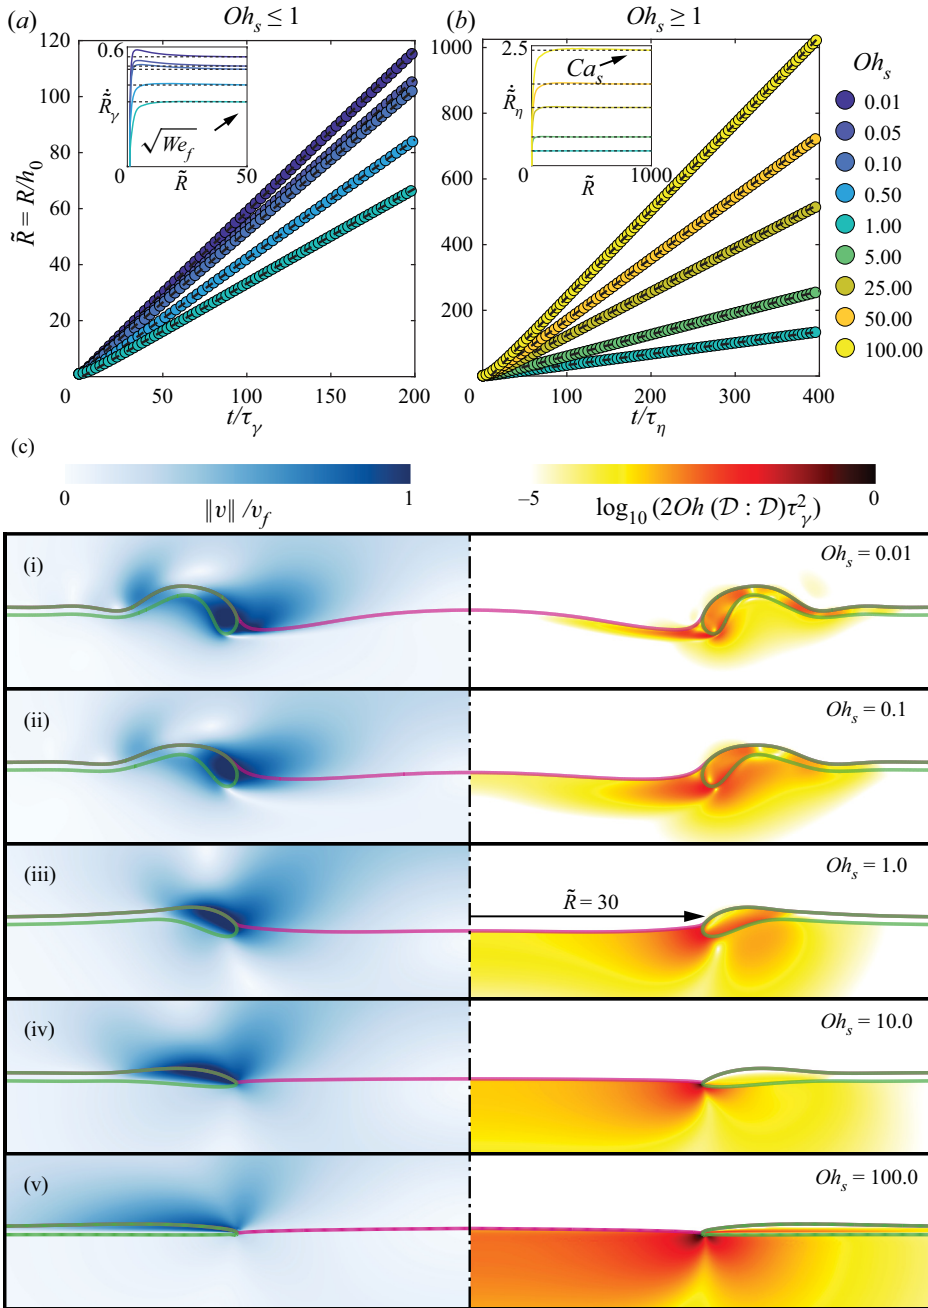 (a) Oh_s ≤ 1
(b) Oh_s ≥ 1
R̃ = R/h_0
120
100
80
60
40
20
0 50 100 150 200
t/τ_γ
0.6
\dot{R̃}_γ
√We_f
0 R̃ 50
1000
800
600
400
200
0 100 200 300 400
t/τ_η
2.5
\dot{R̃}_η
Ca_s
0 R̃ 1000
Oh_s
0.01
0.05
0.10
0.50
1.00
5.00
25.00
50.00
100.00
(c)
0 1
‖v‖ /v_f
−5 0
log_10 (2Oh (𝒟 : 𝒟)τ_γ^2)
(i) Oh_s = 0.01
(ii) Oh_s = 0.1
(iii) Oh_s = 1.0
R̃ = 30
(iv) Oh_s = 10.0
(v) Oh_s = 100.0